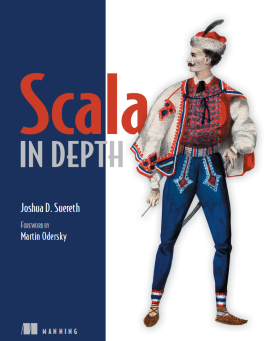 Scala
IN DEPTH
Joshua D. Suereth
FOREWORD BY
Martin Odersky
MANNING